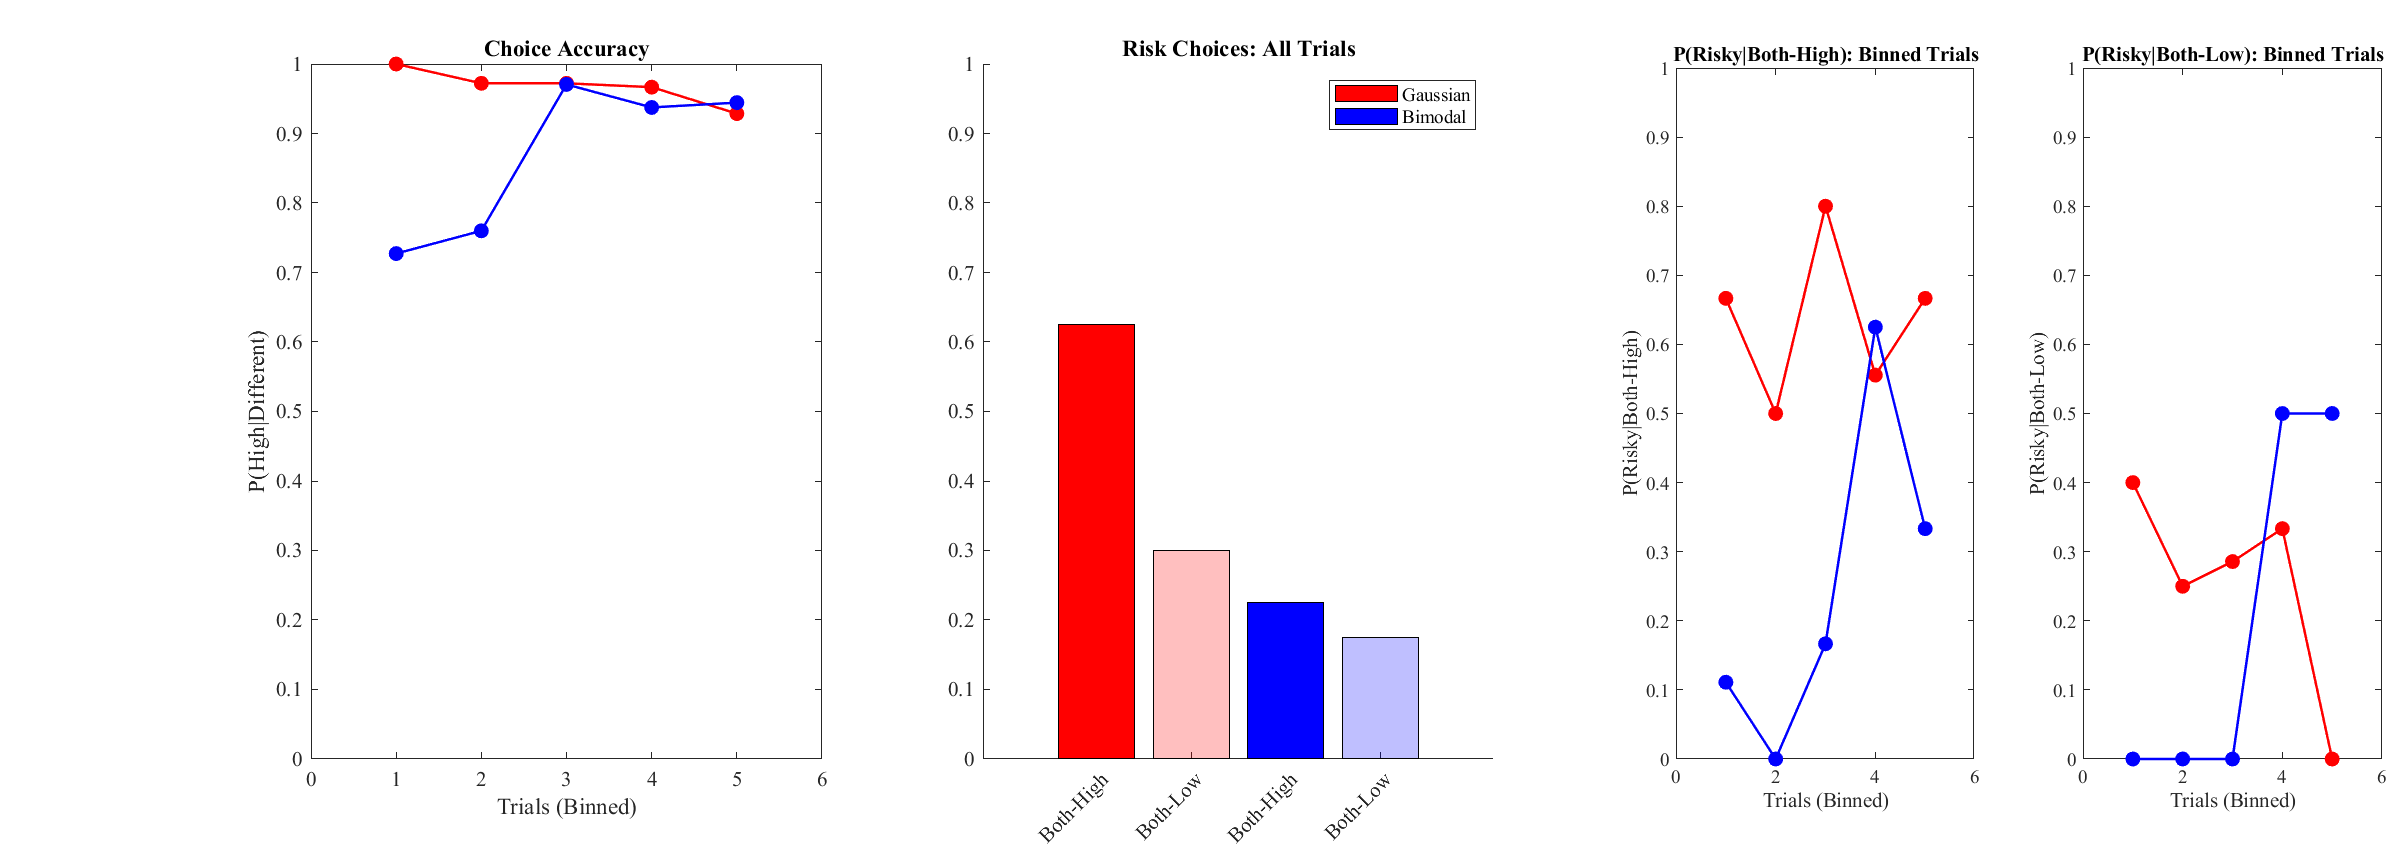 Choice Accuracy
P(High|Different)
1
0.9
0.8
0.7
0.6
0.5
0.4
0.3
0.2
0.1
0
0 1 2 3 4 5 6
Trials (Binned)
Risk Choices: All Trials
Gaussian
Bimodal
1
0.9
0.8
0.7
0.6
0.5
0.4
0.3
0.2
0.1
0
Both-High Both-Low Both-High Both-Low
P(Risky|Both-High): Binned Trials
P(Risky|Both-High)
1
0.9
0.8
0.7
0.6
0.5
0.4
0.3
0.2
0.1
0
0 2 4 6
Trials (Binned)
P(Risky|Both-Low): Binned Trials
P(Risky|Both-Low)
1
0.9
0.8
0.7
0.6
0.5
0.4
0.3
0.2
0.1
0
0 2 4 6
Trials (Binned)